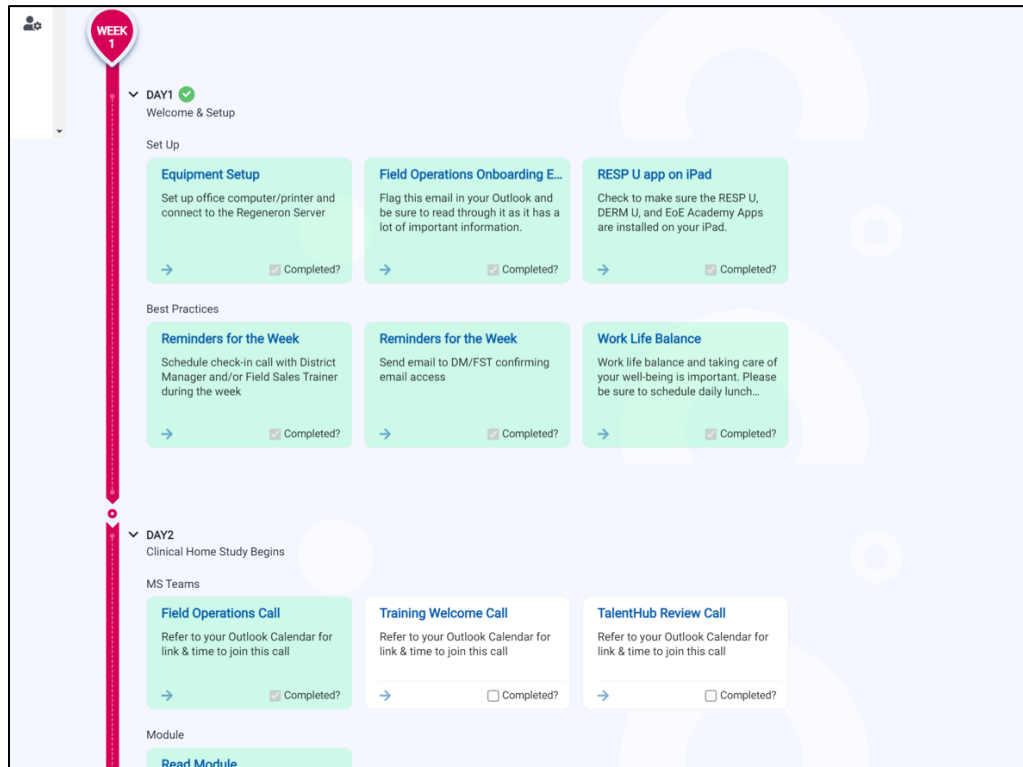 WEEK
1
DAY1
Welcome & Setup
Set Up
Equipment Setup
Set up office computer/printer and
connect to the Regeneron Server
Completed?
Field Operations Onboarding E...
Flag this email in your Outlook and
be sure to read through it as it has a
lot of important information.
Completed?
RESP U app on iPad
Check to make sure the RESP U,
DERM U, and EoE Academy Apps
are installed on your iPad.
Completed?
Best Practices
Reminders for the Week
Schedule check-in call with District
Manager and/or Field Sales Trainer
during the week
Completed?
Reminders for the Week
Send email to DM/FST confirming
email access
Completed?
Work Life Balance
Work life balance and taking care of
your well-being is important. Please
be sure to schedule daily lunch...
Completed?
DAY2
Clinical Home Study Begins
MS Teams
Field Operations Call
Refer to your Outlook Calendar for
link & time to join this call
Completed?
Training Welcome Call
Refer to your Outlook Calendar for
link & time to join this call
Completed?
TalentHub Review Call
Refer to your Outlook Calendar for
link & time to join this call
Completed?
Module
Read Module